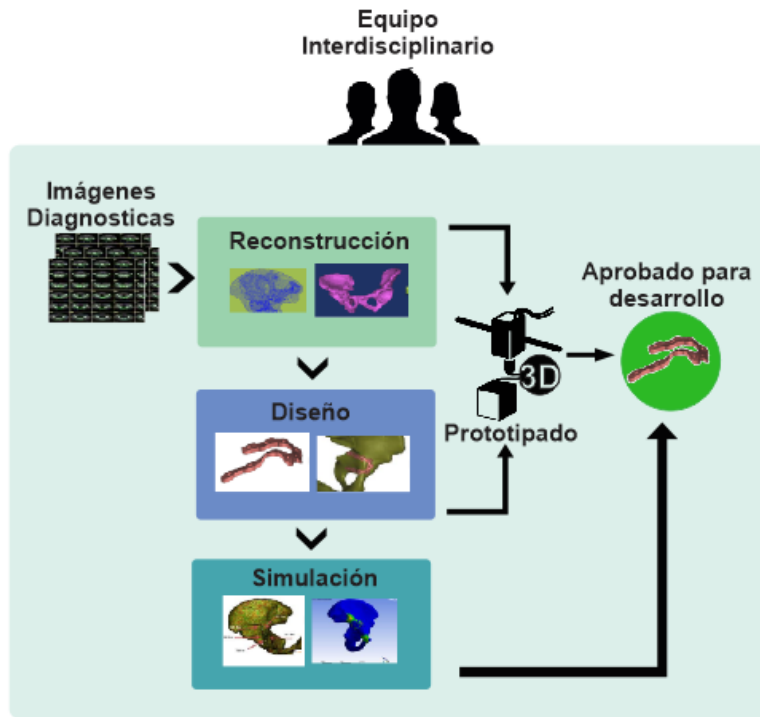 Equipo
Interdisciplinario
Imágenes
Diagnosticas
Reconstrucción
Aprobado para
desarrollo
3D
Diseño
Prototipado
Simulación